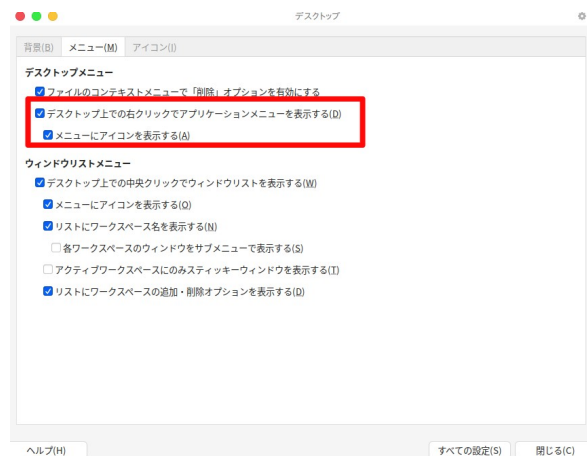 デスクトップ
背景(B) メニュー(M) アイコン(I)
デスクトップメニュー
ファイルのコンテキストメニューで「削除」オプションを有効にする
デスクトップ上での右クリックでアプリケーションメニューを表示する(D)
メニューにアイコンを表示する(A)
ウィンドウリストメニュー
デスクトップ上での中央クリックでウィンドウリストを表示する(W)
メニューにアイコンを表示する(O)
リストにワークスペース名を表示する(N)
各ワークスペースのウィンドウをサブメニューで表示する(S)
アクティブワークスペースにのみスティッキーウィンドウを表示する(T)
リストにワークスペースの追加・削除オプションを表示する(D)
ヘルプ(H) すべての設定(S) 閉じる(C)